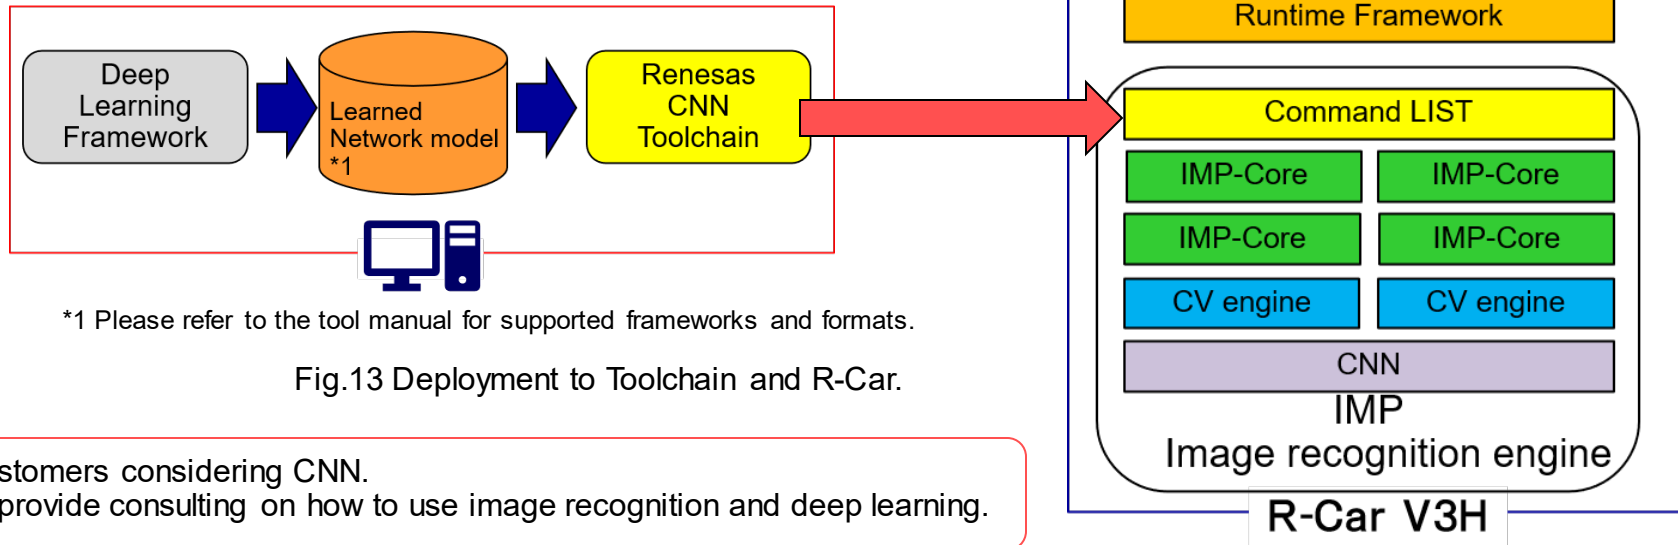 Deep
Learning
Framework
Learned
Network model
*1
Renesas
CNN
Toolchain
*1 Please refer to the tool manual for supported frameworks and formats.
Fig.13 Deployment to Toolchain and R-Car.
stomers considering CNN.
provide consulting on how to use image recognition and deep learning.
Runtime Framework
Command LIST
IMP-Core IMP-Core
IMP-Core IMP-Core
CV engine CV engine
CNN
IMP
Image recognition engine
R-Car V3H